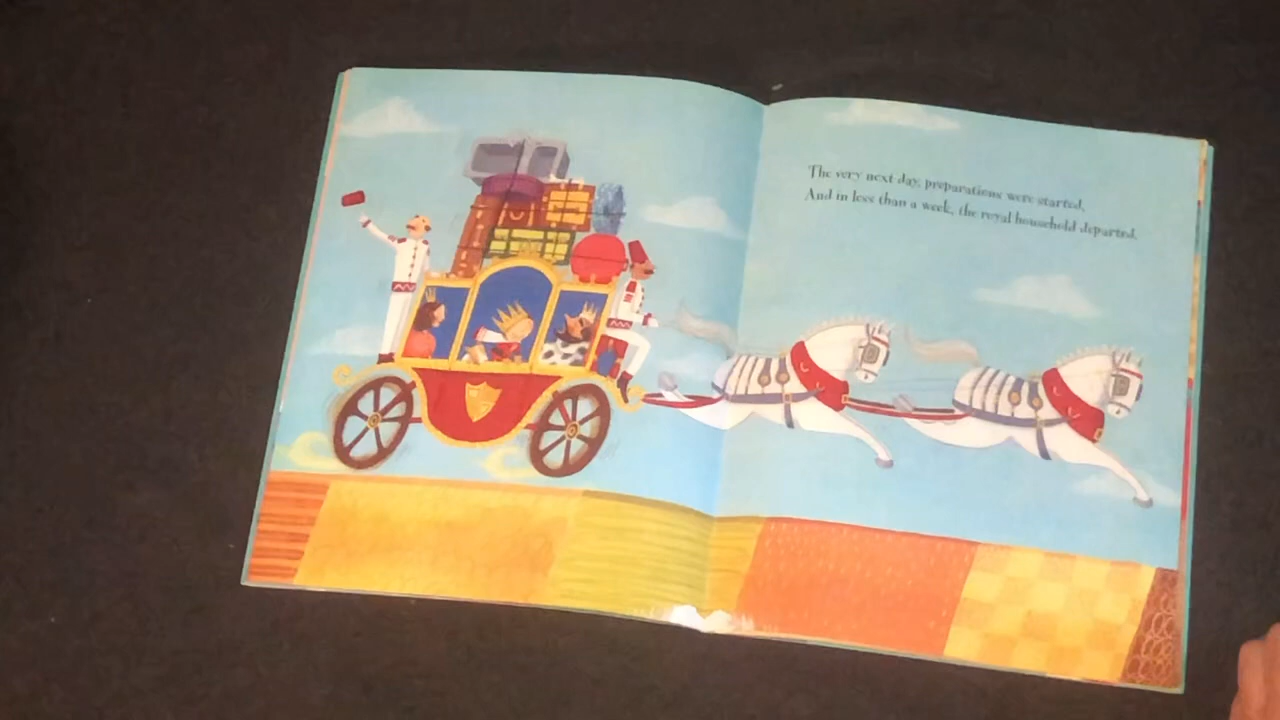 The very next day, preparations were started,
And in less than a week, the royal household departed.